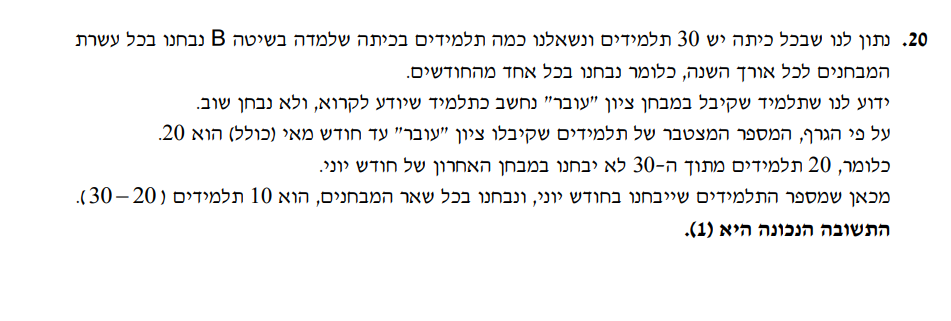 20. נתון לנו שבכל כיתה יש 30 תלמידים ונשאלנו כמה תלמידים בכיתה שלמדה בשיטה B נבחנו בכל עשרת
המבחנים לכל אורך השנה, כלומר נבחנו בכל אחד מהחודשים.
ידוע לנו שתלמיד שקיבל במבחן ציון "עובר" נחשב כתלמיד שיודע לקרוא, ולא נבחן שוב.
על פי הגרף, המספר המצטבר של תלמידים שקיבלו ציון "עובר" עד חודש מאי (כולל) הוא 20.
כלומר, 20 תלמידים מתוך ה-30 לא יבחנו במבחן האחרון של חודש יוני.
מכאן שמספר התלמידים שייבחנו בחודש יוני, ונבחנו בכל שאר המבחנים, הוא 10 תלמידים (30 – 20).
התשובה הנכונה היא (1).